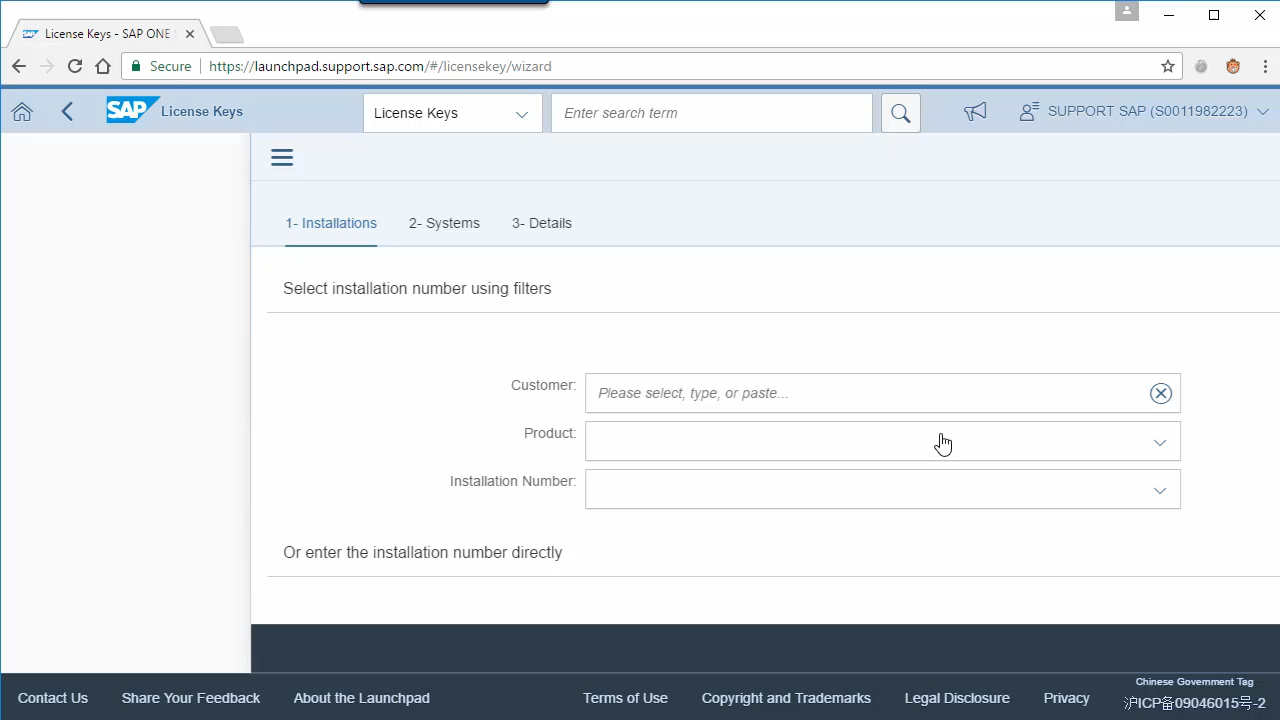 License Keys - SAP ONE
Secure
https://launchpad.support.sap.com/#/licensekey/wizard
SAP License Keys
License Keys
Enter search term
SUPPORT SAP (S0011982223)
1- Installations
2- Systems
3- Details
Select installation number using filters
Customer:
Please select, type, or paste...
Product:
Installation Number:
Or enter the installation number directly
Contact Us
Share Your Feedback
About the Launchpad
Terms of Use
Copyright and Trademarks
Legal Disclosure
Privacy
Chinese Government Tag
沪ICP备09046015号-2